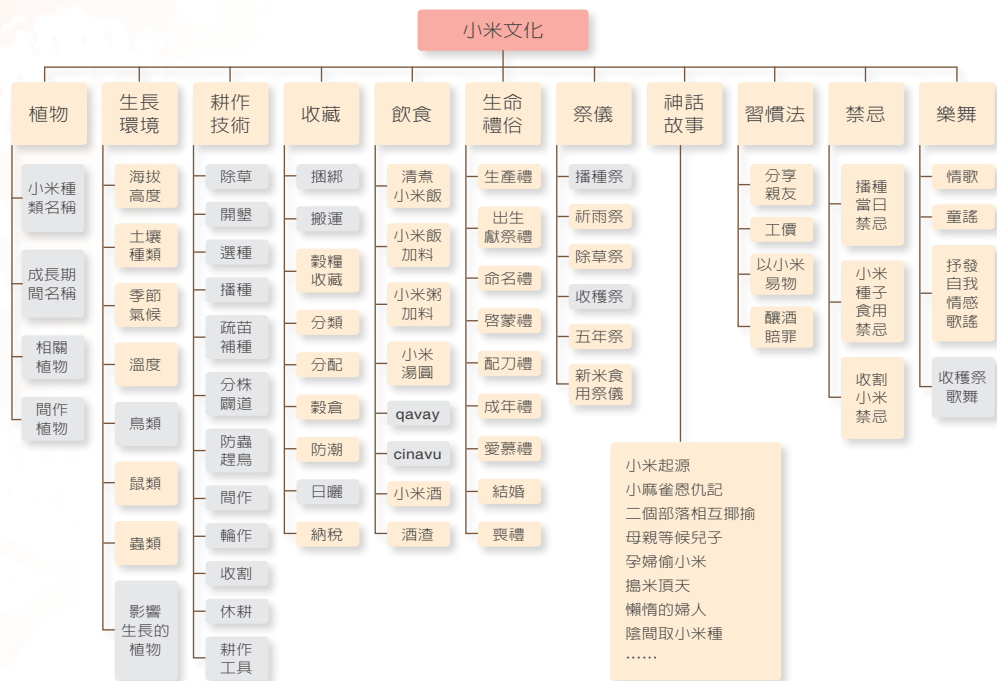 小米文化
植物
小米種
類名稱
成長期
間名稱
相關
植物
間作
植物
生長
環境
海拔
高度
土壤
種類
季節
氣候
溫度
鳥類
鼠類
蟲類
影響
生長的
植物
耕作
技術
除草
開墾
選種
播種
疏苗
補種
分株
闢道
防蟲
趕鳥
間作
輪作
收割
休耕
耕作
工具
收藏
捆綁
搬運
穀糧
收藏
分類
分配
穀倉
防潮
日曬
納稅
飲食
清煮
小米飯
小米飯
加料
小米粥
加料
小米
湯圓
qavay
cinavu
小米酒
酒渣
生命
禮俗
生產禮
出生
獻祭禮
命名禮
啓蒙禮
配刀禮
成年禮
愛慕禮
結婚
喪禮
祭儀
播種祭
祈雨祭
除草祭
收穫祭
五年祭
新米食
用祭儀
神話
故事
小米起源
小麻雀恩仇記
二個部落相互揶揄
母親等候兒子
孕婦偷小米
搗米頂天
懶惰的婦人
陰間取小米種
……
習慣法
分享
親友
工價
以小米
易物
釀酒
賠罪
禁忌
播種
當日
禁忌
小米
種子
食用
禁忌
收割
小米
禁忌
樂舞
情歌
童謠
抒發
自我
情感
歌謠
收穫祭
歌舞